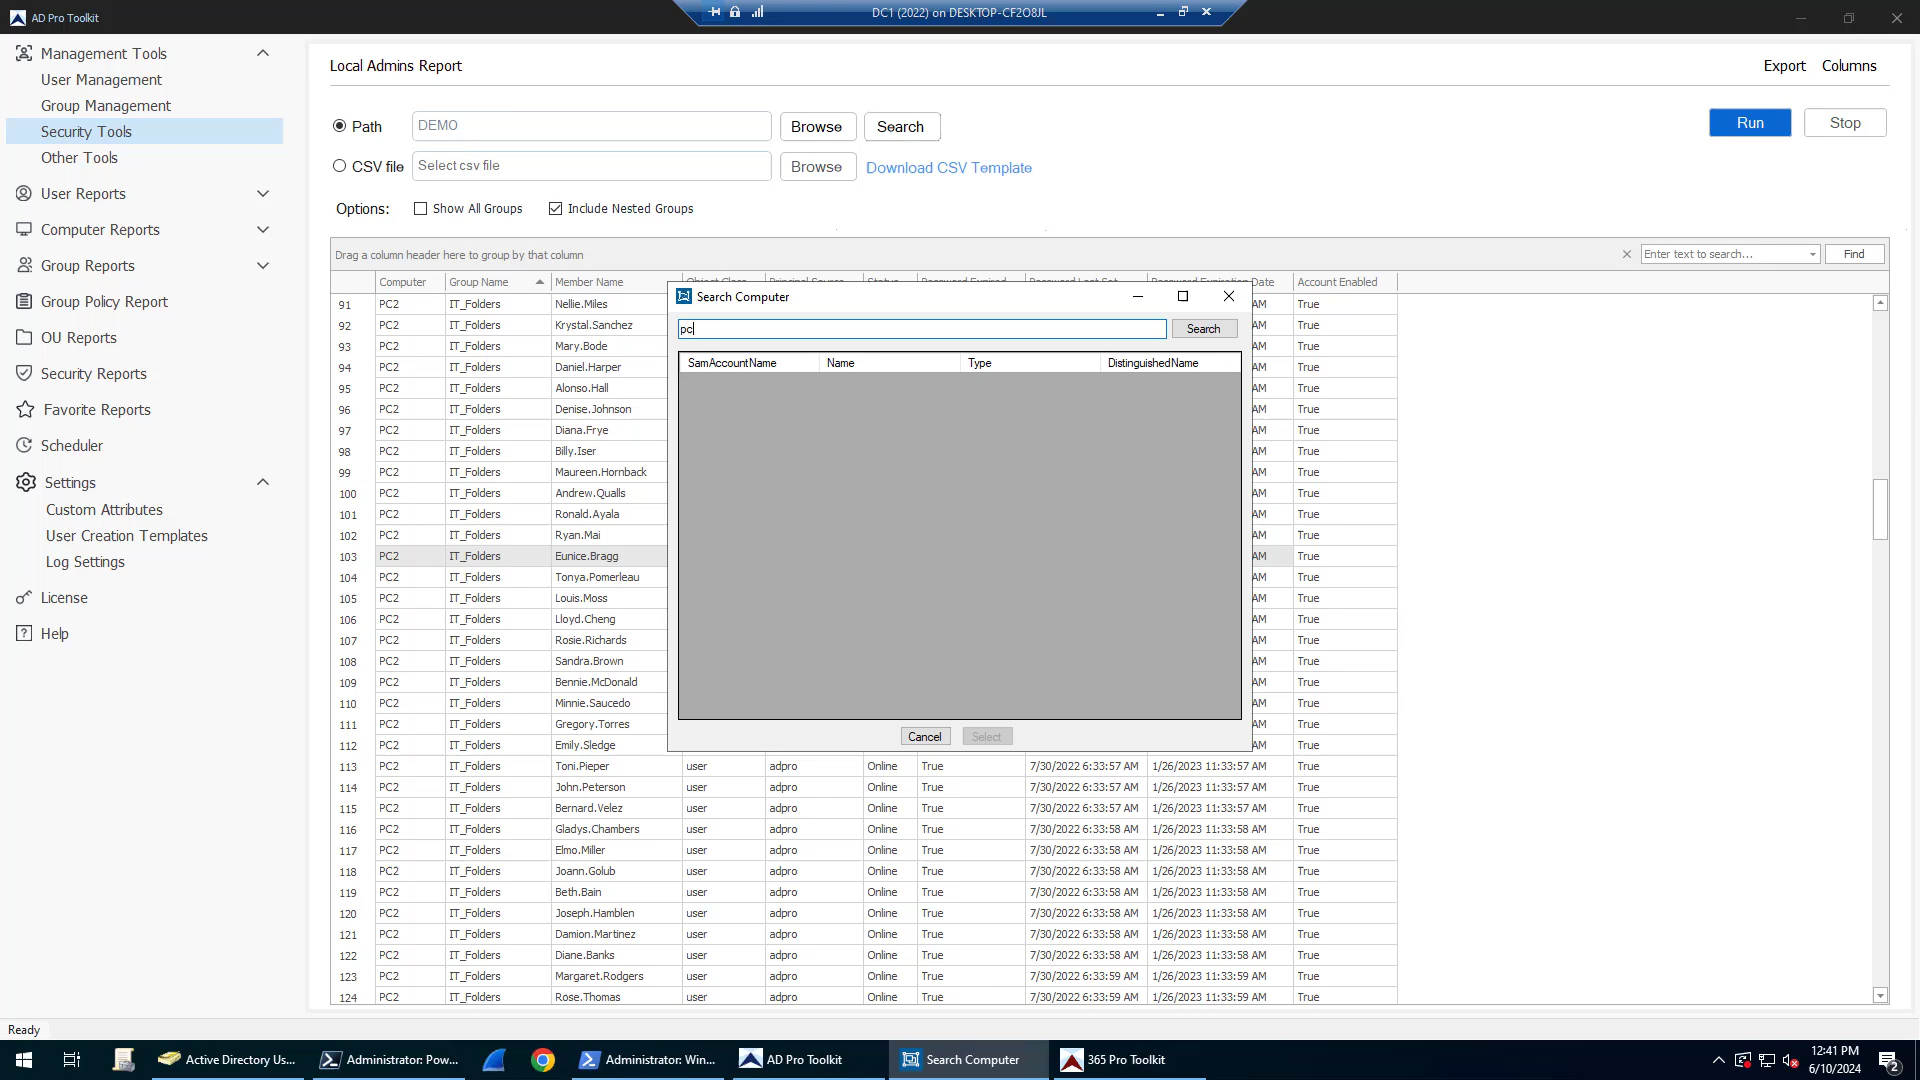 AD Pro Toolkit
DC1 (2022) on DESKTOP-CF2O8JL
Management Tools
User Management
Group Management
Security Tools
Other Tools
User Reports
Computer Reports
Group Reports
Group Policy Report
OU Reports
Security Reports
Favorite Reports
Scheduler
Settings
Custom Attributes
User Creation Templates
Log Settings
License
Help
Local Admins Report
Export Columns
Path DEMO Browse Search
Run Stop
CSV file Select csv file Browse Download CSV Template
Options: Show All Groups Include Nested Groups
Drag a column header here to group by that column
Enter text to search... Find
Computer Group Name Member Name Object Class Principal Source Status Password Expired Password Last Set Password Expiration Date Account Enabled
91 PC2 IT_Folders Nellie.Miles AM True
92 PC2 IT_Folders Krystal.Sanchez AM True
93 PC2 IT_Folders Mary.Bode AM True
94 PC2 IT_Folders Daniel.Harper AM True
95 PC2 IT_Folders Alonso.Hall AM True
96 PC2 IT_Folders Denise.Johnson AM True
97 PC2 IT_Folders Diana.Frye AM True
98 PC2 IT_Folders Billy.Iser AM True
99 PC2 IT_Folders Maureen.Hornback AM True
100 PC2 IT_Folders Andrew.Qualls AM True
101 PC2 IT_Folders Ronald.Ayala AM True
102 PC2 IT_Folders Ryan.Mai AM True
103 PC2 IT_Folders Eunice.Bragg AM True
104 PC2 IT_Folders Tonya.Pomerleau AM True
105 PC2 IT_Folders Louis.Moss AM True
106 PC2 IT_Folders Lloyd.Cheng AM True
107 PC2 IT_Folders Rosie.Richards AM True
108 PC2 IT_Folders Sandra.Brown AM True
109 PC2 IT_Folders Bennie.McDonald AM True
110 PC2 IT_Folders Minnie.Saucedo AM True
111 PC2 IT_Folders Gregory.Torres AM True
112 PC2 IT_Folders Emily.Sledge AM True
113 PC2 IT_Folders Toni.Pieper user adpro Online True 7/30/2022 6:33:57 AM 1/26/2023 11:33:57 AM True
114 PC2 IT_Folders John.Peterson user adpro Online True 7/30/2022 6:33:57 AM 1/26/2023 11:33:57 AM True
115 PC2 IT_Folders Bernard.Velez user adpro Online True 7/30/2022 6:33:57 AM 1/26/2023 11:33:57 AM True
116 PC2 IT_Folders Gladys.Chambers user adpro Online True 7/30/2022 6:33:58 AM 1/26/2023 11:33:58 AM True
117 PC2 IT_Folders Elmo.Miller user adpro Online True 7/30/2022 6:33:58 AM 1/26/2023 11:33:58 AM True
118 PC2 IT_Folders Joann.Golub user adpro Online True 7/30/2022 6:33:58 AM 1/26/2023 11:33:58 AM True
119 PC2 IT_Folders Beth.Bain user adpro Online True 7/30/2022 6:33:58 AM 1/26/2023 11:33:58 AM True
120 PC2 IT_Folders Joseph.Hamblen user adpro Online True 7/30/2022 6:33:58 AM 1/26/2023 11:33:58 AM True
121 PC2 IT_Folders Damion.Martinez user adpro Online True 7/30/2022 6:33:58 AM 1/26/2023 11:33:58 AM True
122 PC2 IT_Folders Diane.Banks user adpro Online True 7/30/2022 6:33:58 AM 1/26/2023 11:33:58 AM True
123 PC2 IT_Folders Margaret.Rodgers user adpro Online True 7/30/2022 6:33:59 AM 1/26/2023 11:33:59 AM True
124 PC2 IT_Folders Rose.Thomas user adpro Online True 7/30/2022 6:33:59 AM 1/26/2023 11:33:59 AM True
Search Computer
pc Search
SamAccountName Name Type DistinguishedName
Cancel Select
Ready
Active Directory Us...
Administrator: Pow...
Administrator: Win...
AD Pro Toolkit
Search Computer
365 Pro Toolkit
12:41 PM
6/10/2024
2